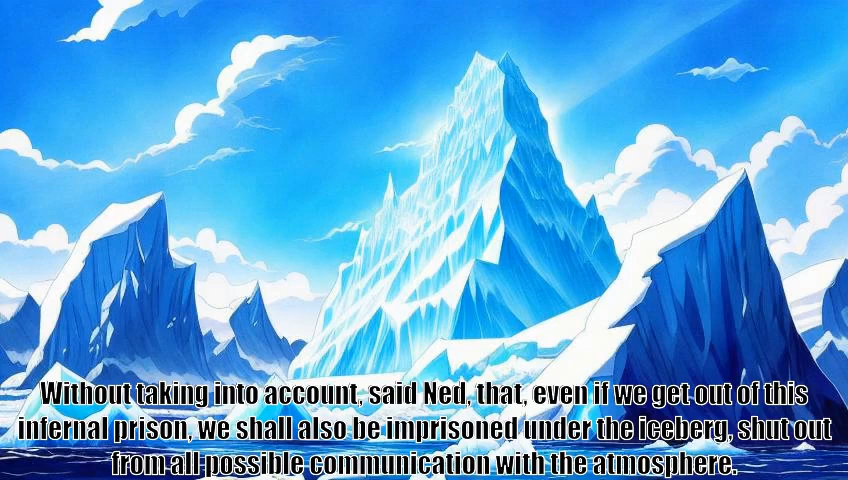 Without taking into account, said Ned, that, even if we get out of this
infernal prison, we shall also be imprisoned under the iceberg, shut out
from all possible communication with the atmosphere.